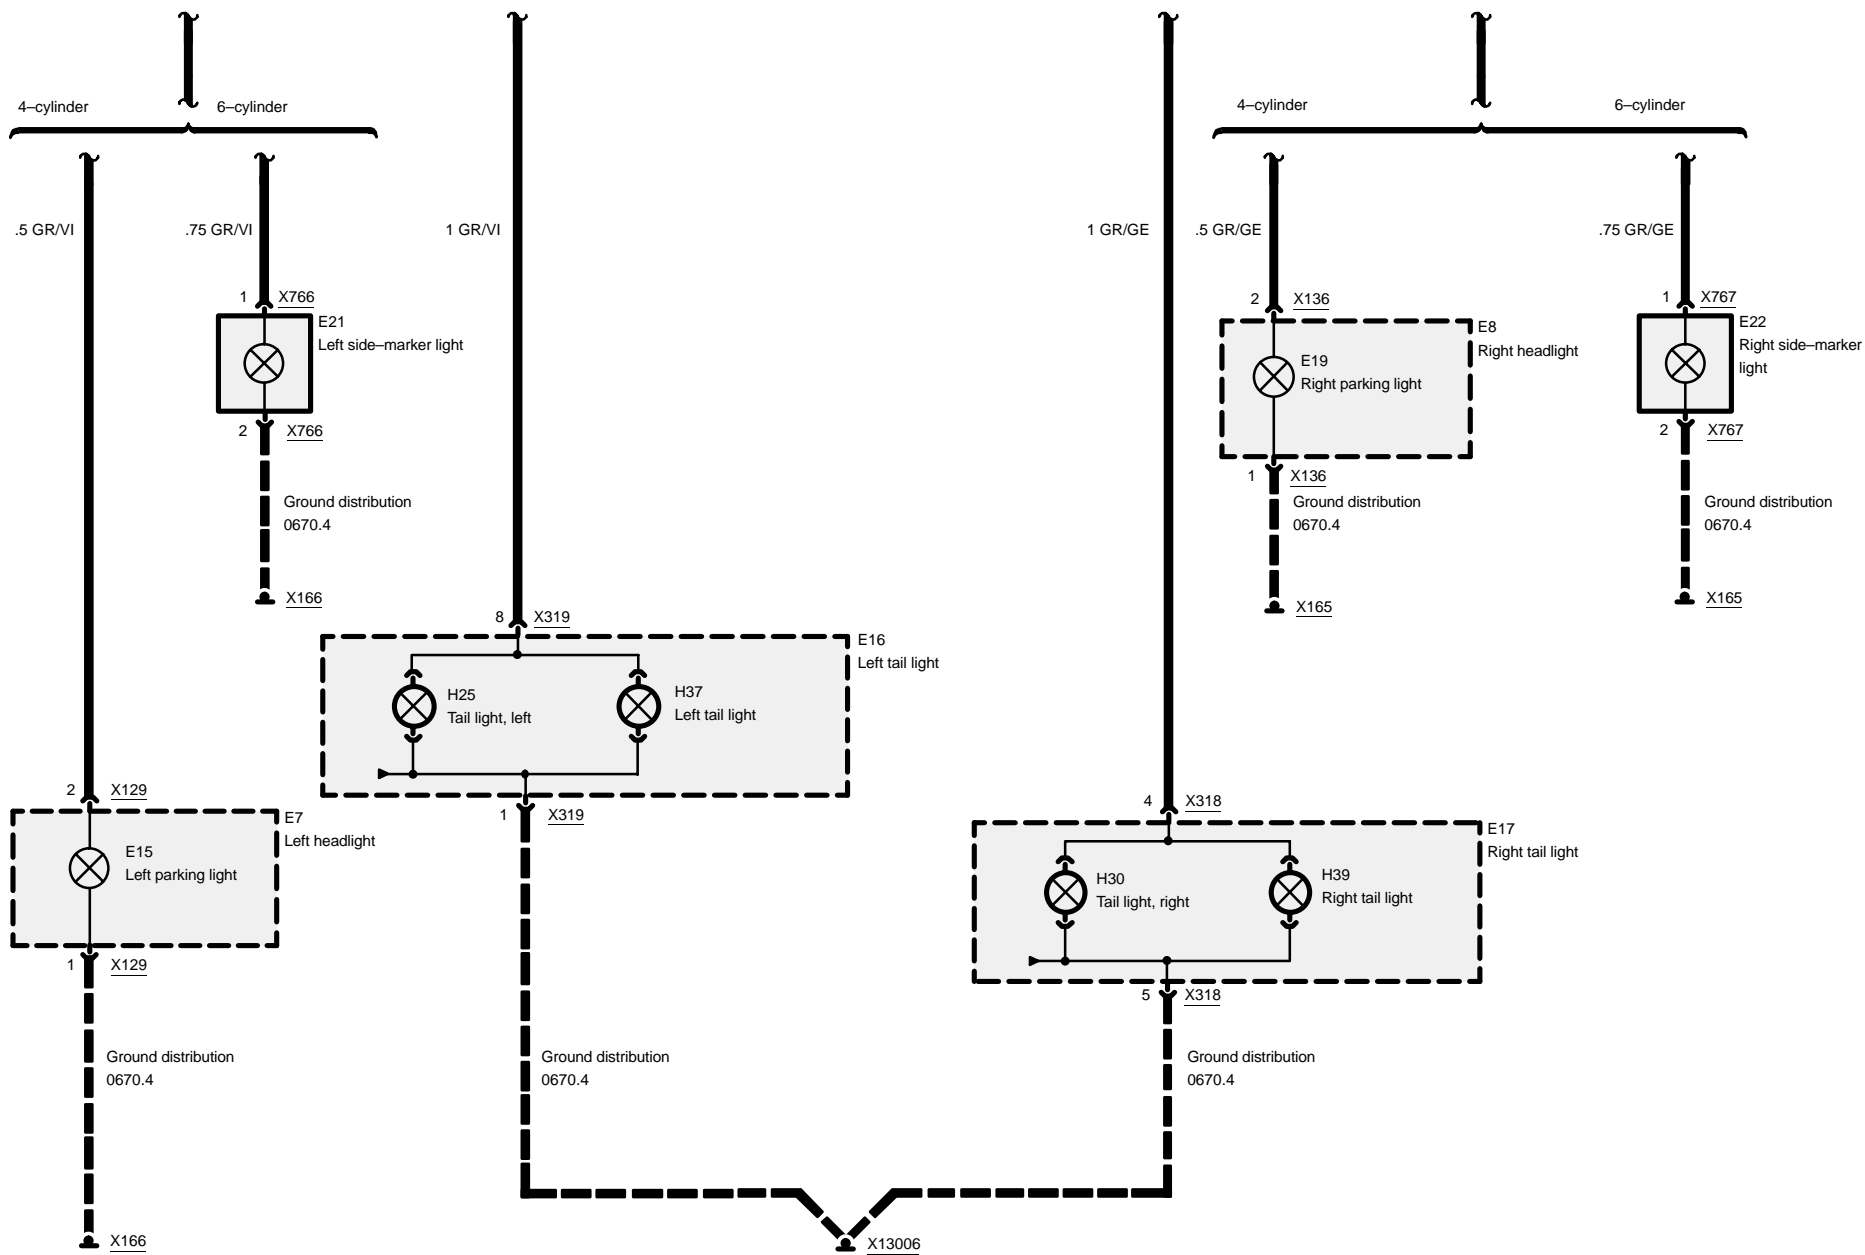 4–cylinder
6–cylinder
4–cylinder
6–cylinder
.5 GR/VI
.75 GR/VI
1 GR/VI
1 GR/GE
.5 GR/GE
.75 GR/GE
1
X766
E21
Left side–marker light
2
X766
Ground distribution
0670.4
X166
2
X136
E8
Right headlight
E19
Right parking light
1
X136
Ground distribution
0670.4
X165
1
X767
E22
Right side–marker
light
2
X767
Ground distribution
0670.4
X165
8
X319
E16
Left tail light
H25
Tail light, left
H37
Left tail light
1
X319
2
X129
E7
Left headlight
E15
Left parking light
1
X129
4
X318
E17
Right tail light
H30
Tail light, right
H39
Right tail light
5
X318
Ground distribution
0670.4
Ground distribution
0670.4
Ground distribution
0670.4
X166
X13006